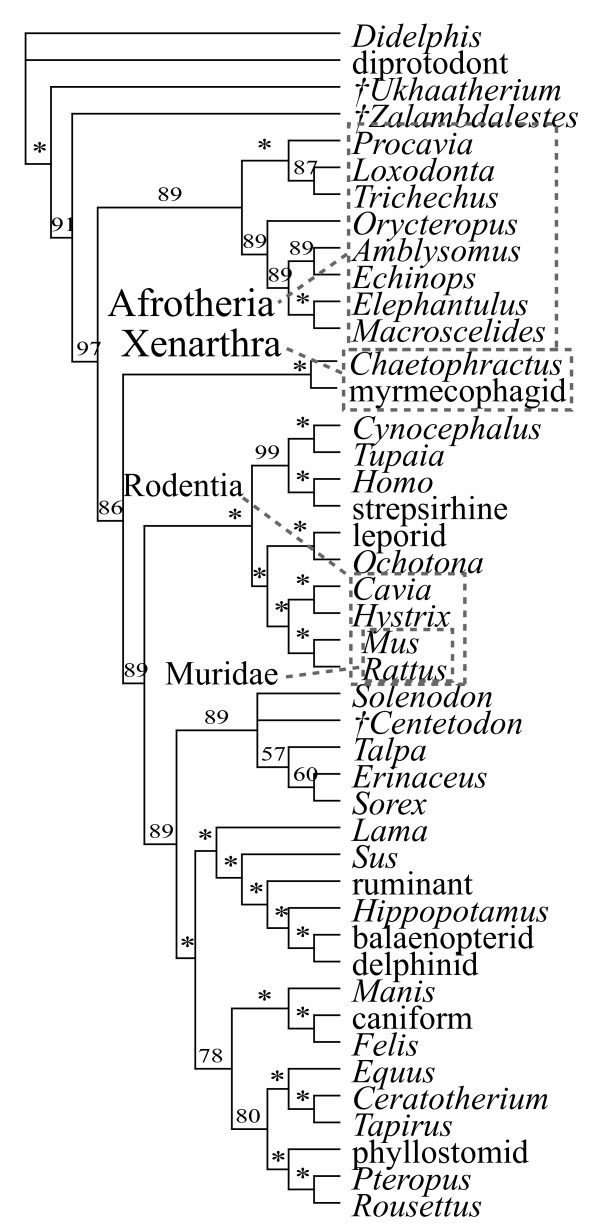 Didelphis
diprotodont
†Ukhaatherium
†Zalambdalestes
* Procavia
* 87 Loxodonta
Trichechus
89
91 Orycteropus
89 89 Amblysomus
89 Echinops
Afrotheria * Elephantulus
Macroscelides
97 Xenarthra
* Chaetophractus
myrmecophagid
* Cynocephalus
99 Tupaia
Rodentia * Homo
86 strepsirhine
* * leporid
Ochotona
* * Cavia
* Hystrix
* Mus
89 Muridae Rattus
Solenodon
89 †Centetodon
57 Talpa
60 Erinaceus
Sorex
89 * Lama
* Sus
* ruminant
* Hippopotamus
* * balaenopterid
delphinid
* Manis
* caniform
78 Felis
* Equus
* Ceratotherium
80 Tapirus
* phyllostomid
* Pteropus
Rousettus